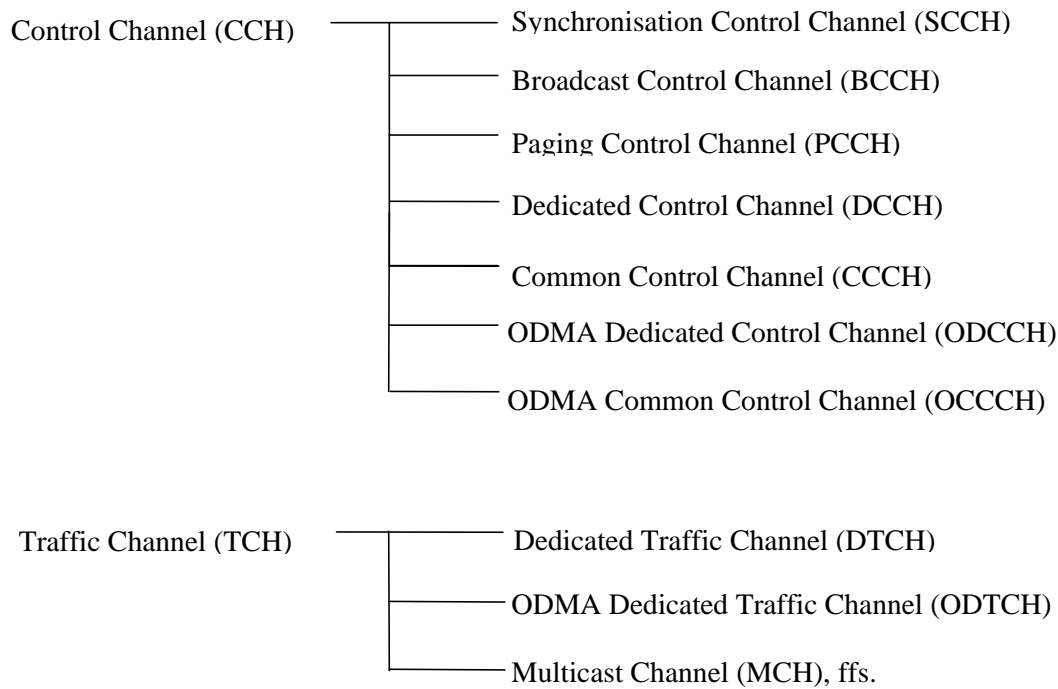 Control Channel (CCH)
Synchronisation Control Channel (SCCH)
Broadcast Control Channel (BCCH)
Paging Control Channel (PCCH)
Dedicated Control Channel (DCCH)
Common Control Channel (CCCH)
ODMA Dedicated Control Channel (ODCCH)
ODMA Common Control Channel (OCCCH)
Traffic Channel (TCH)
Dedicated Traffic Channel (DTCH)
ODMA Dedicated Traffic Channel (ODTCH)
Multicast Channel (MCH), ffs.